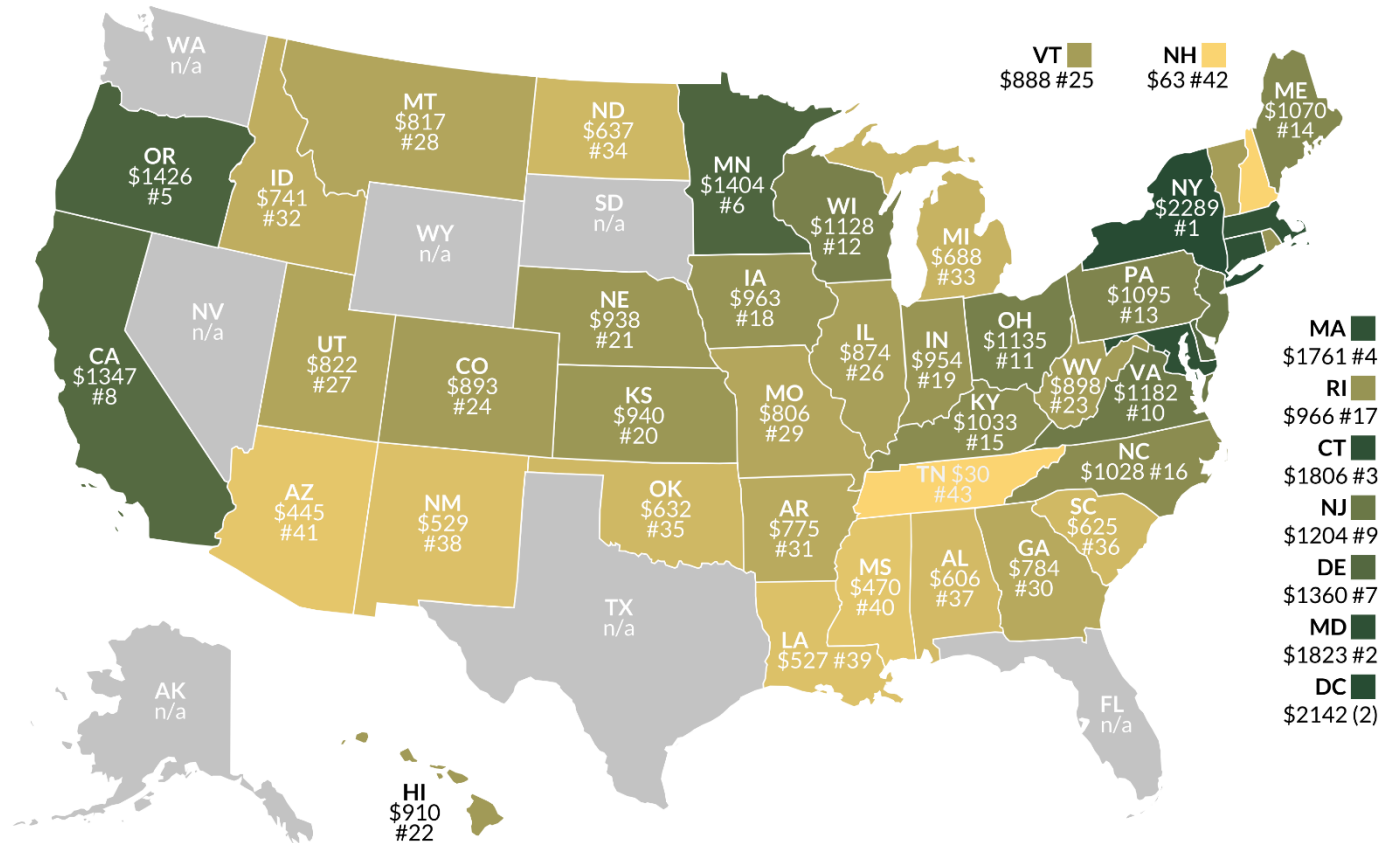 WA
n/a
OR
$1426
#5
CA
$1347
#8
NV
n/a
ID
$741
#32
MT
$817
#28
WY
n/a
UT
$822
#27
AZ
$445
#41
CO
$893
#24
NM
$529
#38
ND
$637
#34
SD
n/a
NE
$938
#21
KS
$940
#20
OK
$632
#35
TX
n/a
MN
$1404
#6
IA
$963
#18
MO
$806
#29
AR
$775
#31
LA
$527 #39
WI
$1128
#12
IL
$874
#26
MI
$688
#33
IN
$954
#19
OH
$1135
#11
KY
$1033
#15
TN $30
#43
MS
$470
#40
AL
$606
#37
GA
$784
#30
FL
n/a
SC
$625
#36
NC
$1028 #16
VA
$1182
#10
WV
$898
#23
PA
$1095
#13
NY
$2289
#1
ME
$1070
#14
VT
$888 #25
NH
$63 #42
MA
$1761 #4
RI
$966 #17
CT
$1806 #3
NJ
$1204 #9
DE
$1360 #7
MD
$1823 #2
DC
$2142 (2)
AK
n/a
HI
$910
#22